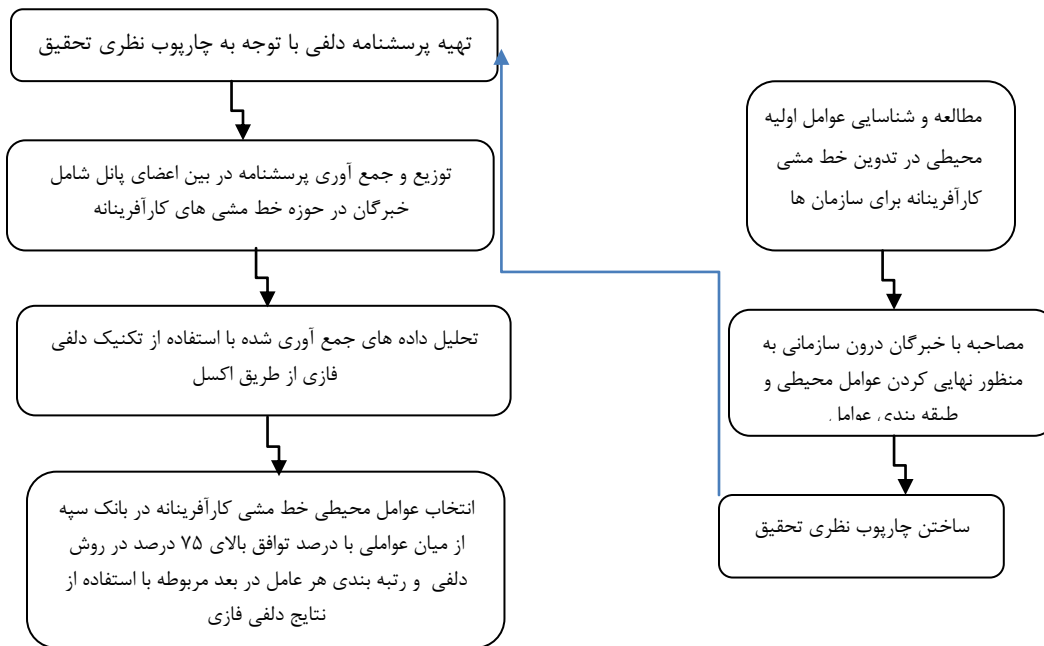 مطالعه و شناسایی عوامل اولیه
محیطی در تدوین خط مشی
کارآفرینانه برای سازمان ها
مصاحبه با خبرگان درون سازمانی به
منظور نهایی کردن عوامل محیطی و
طبقه بندی عوامل
ساختن چارپوب نظری تحقیق
تهیه پرسشنامه دلفی با توجه به چارپوب نظری تحقیق
توزیع و جمع آوری پرسشنامه در بین اعضای پانل شامل
خبرگان در حوزه خط مشی های کارآفرینانه
تحلیل داده های جمع آوری شده با استفاده از تکنیک دلفی
فازی از طریق اکسل
انتخاب عوامل محیطی خط مشی کارآفرینانه در بانک سپه
از میان عواملی با درصد توافق بالای ۷۵ درصد در روش
دلفی و رتبه بندی هر عامل در بعد مربوطه با استفاده از
نتایج دلفی فازی